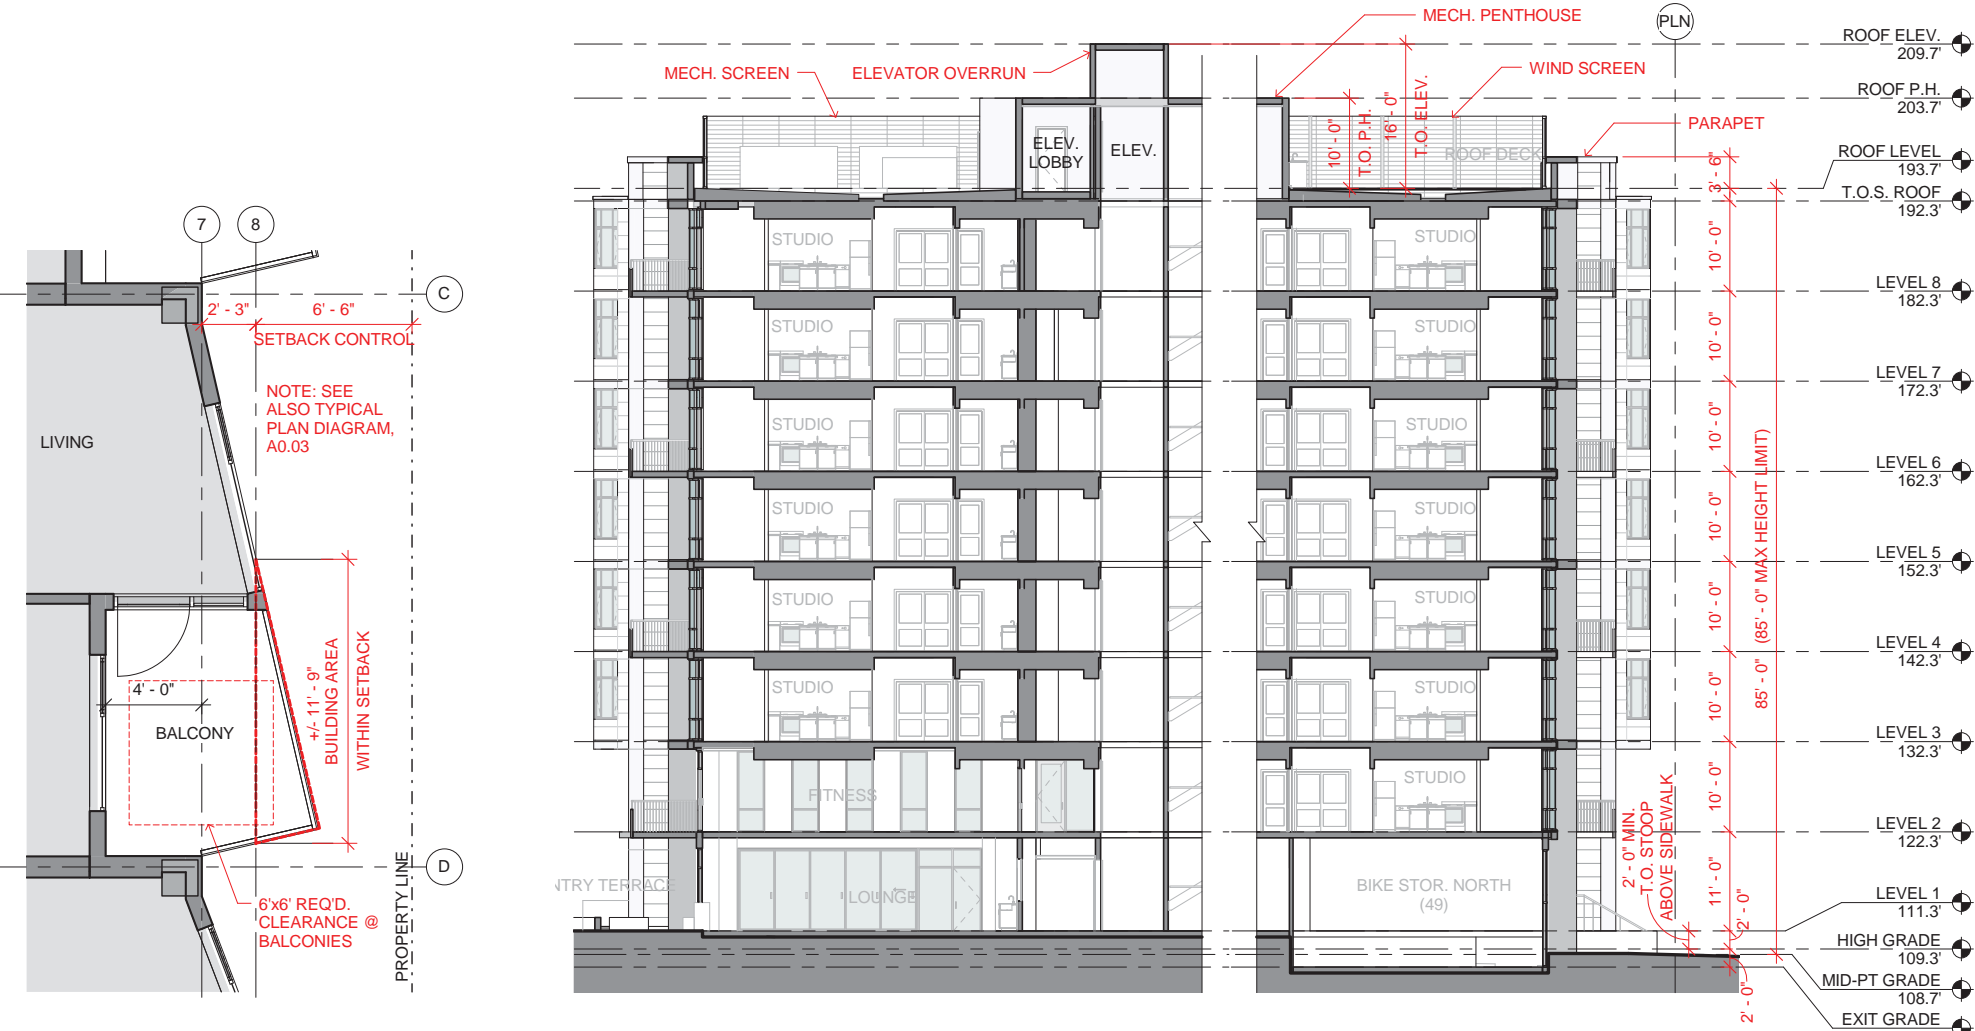 7
8
C
2' - 3"
6' - 6"
SETBACK CONTROL
NOTE: SEE
ALSO TYPICAL
PLAN DIAGRAM,
A0.03
LIVING
4' - 0"
BALCONY
+/- 11' - 9"
BUILDING AREA
WITHIN SETBACK
D
6'x6' REQ'D.
CLEARANCE @
BALCONIES
PROPERTY LINE
MECH. SCREEN
ELEVATOR OVERRUN
MECH. PENTHOUSE
WIND SCREEN
PARAPET
PLN
ELEV.
LOBBY
ELEV.
10' - 0"
T.O. P.H.
16' - 0"
T.O. ELEV.
ROOF DECK
3' - 6"
STUDIO
STUDIO
10' - 0"
STUDIO
STUDIO
10' - 0"
STUDIO
STUDIO
10' - 0"
STUDIO
STUDIO
10' - 0"
STUDIO
STUDIO
10' - 0"
STUDIO
STUDIO
10' - 0"
FITNESS
STUDIO
10' - 0"
85' - 0" (85' - 0" MAX HEIGHT LIMIT)
NTRY TERRACE
LOUNGE
BIKE STOR. NORTH
(49)
2' - 0" MIN.
T.O. STOOP
ABOVE SIDEWALK
11' - 0"
2' - 0"
2' - 0"
ROOF ELEV.
209.7'
ROOF P.H.
203.7'
ROOF LEVEL
193.7'
T.O.S. ROOF
192.3'
LEVEL 8
182.3'
LEVEL 7
172.3'
LEVEL 6
162.3'
LEVEL 5
152.3'
LEVEL 4
142.3'
LEVEL 3
132.3'
LEVEL 2
122.3'
LEVEL 1
111.3'
HIGH GRADE
109.3'
MID-PT GRADE
108.7'
EXIT GRADE